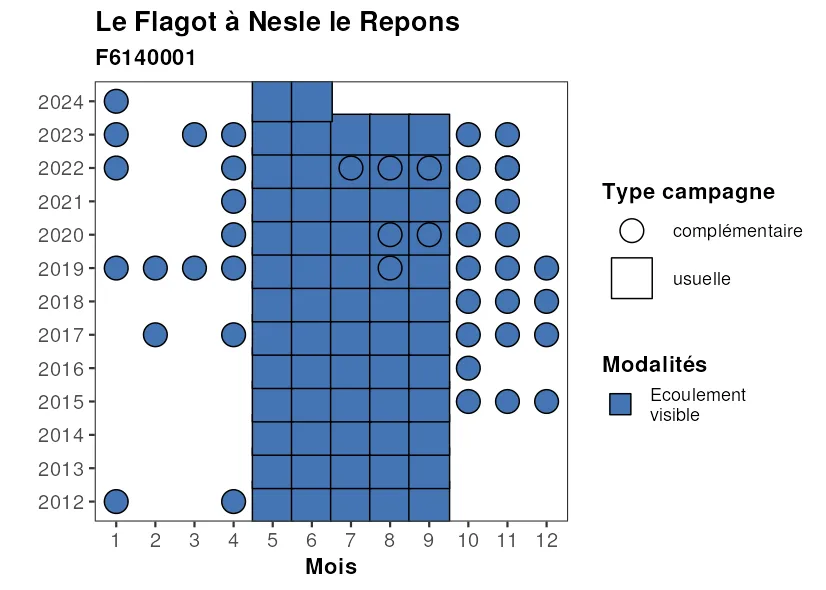 Le Flagot à Nesle le Repons
F6140001
2024
2023
2022
2021
2020
2019
2018
2017
2016
2015
2014
2013
2012
1 2 3 4 5 6 7 8 9 10 11 12
Mois
Type campagne
complémentaire
usuelle
Modalités
Ecoulement
visible